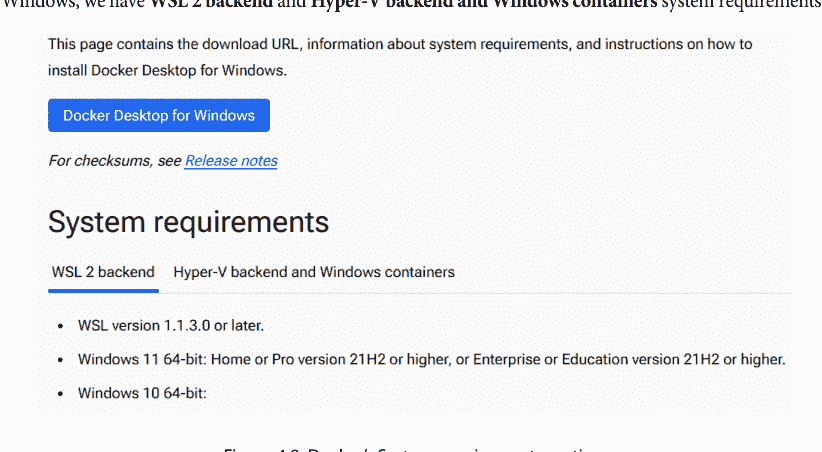 Windows, we have WSL 2 backend and Hyper-V backend and Windows containers system requirements
This page contains the download URL, information about system requirements, and instructions on how to
install Docker Desktop for Windows.
Docker Desktop for Windows
For checksums, see Release notes
System requirements
WSL 2 backend Hyper-V backend and Windows containers
• WSL version 1.1.3.0 or later.
• Windows 11 64-bit: Home or Pro version 21H2 or higher, or Enterprise or Education version 21H2 or higher.
• Windows 10 64-bit: